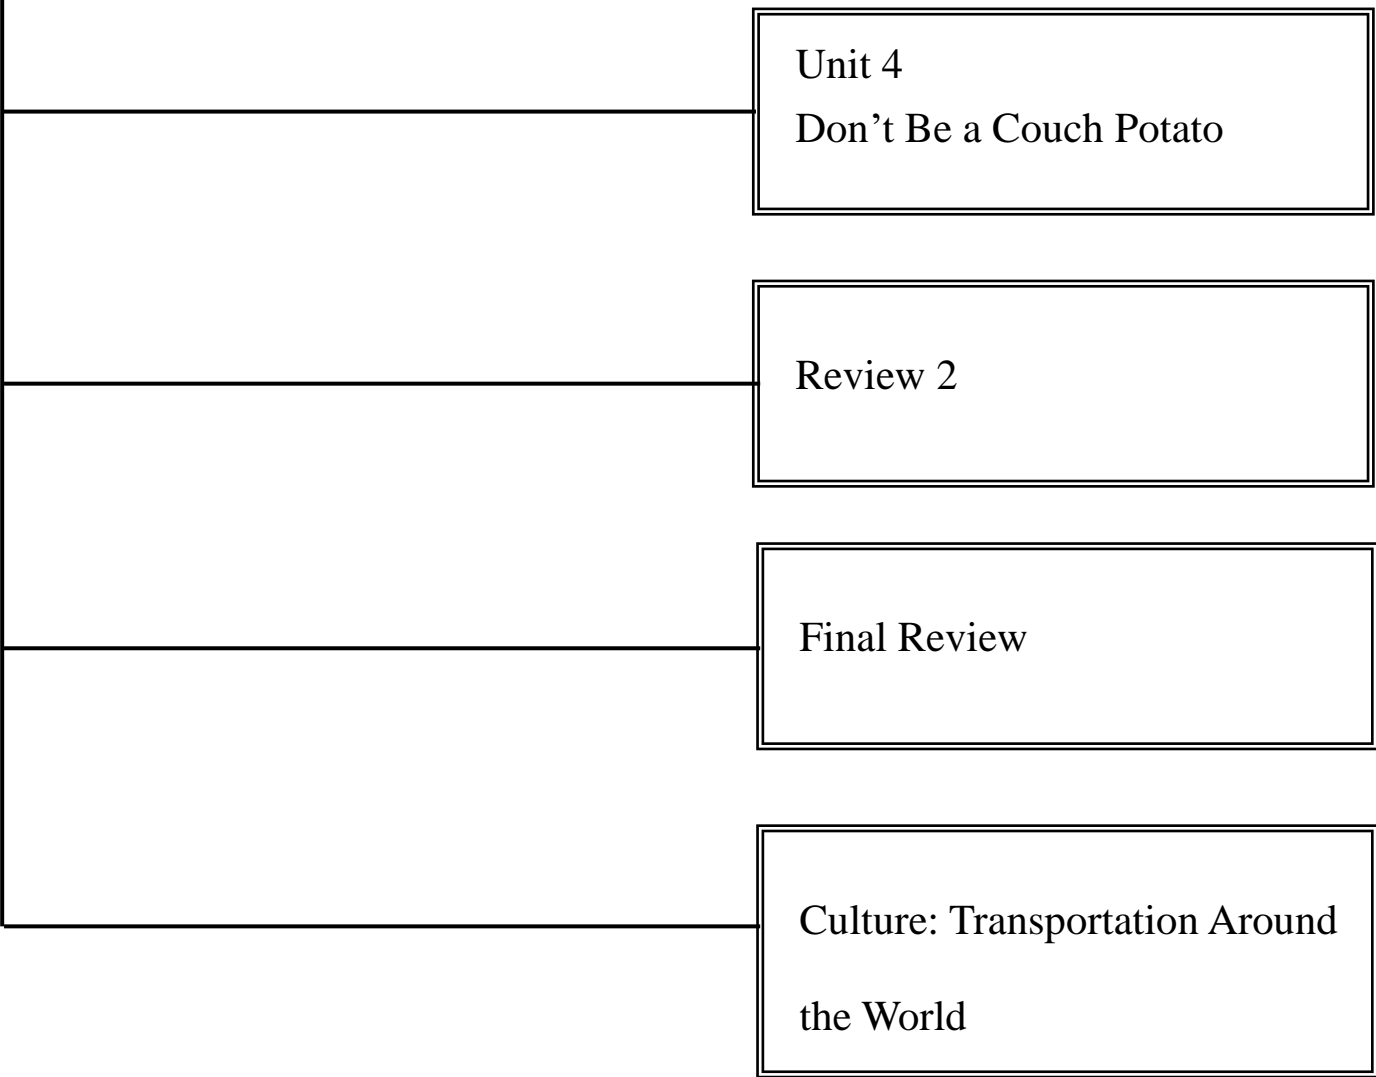 Unit 4
Don’t Be a Couch Potato
Review 2
Final Review
Culture: Transportation Around
the World